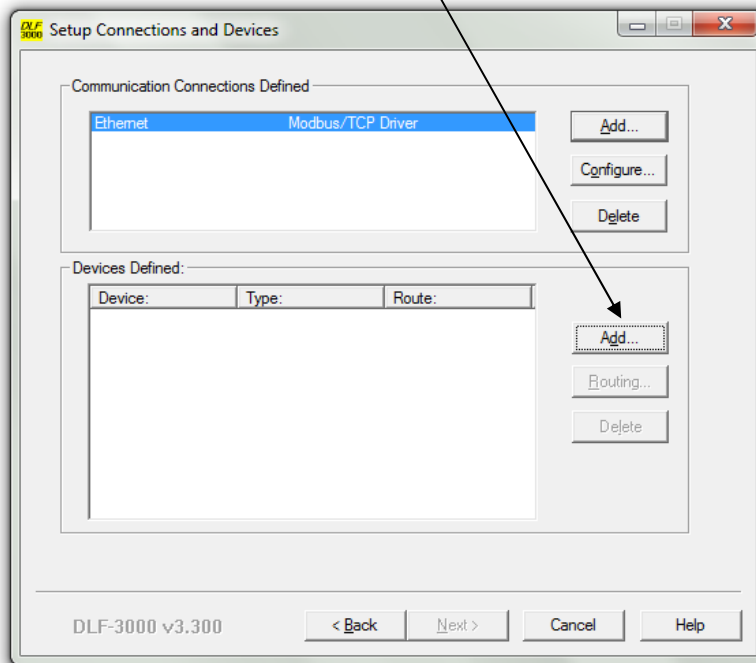 DLF 3000 Setup Connections and Devices
Communication Connections Defined
Ethernet Modbus/TCP Driver
Add...
Configure...
Delete
Devices Defined:
Device: Type: Route:
Add...
Routing...
Delete
DLF-3000 v3.300 < Back Next > Cancel Help